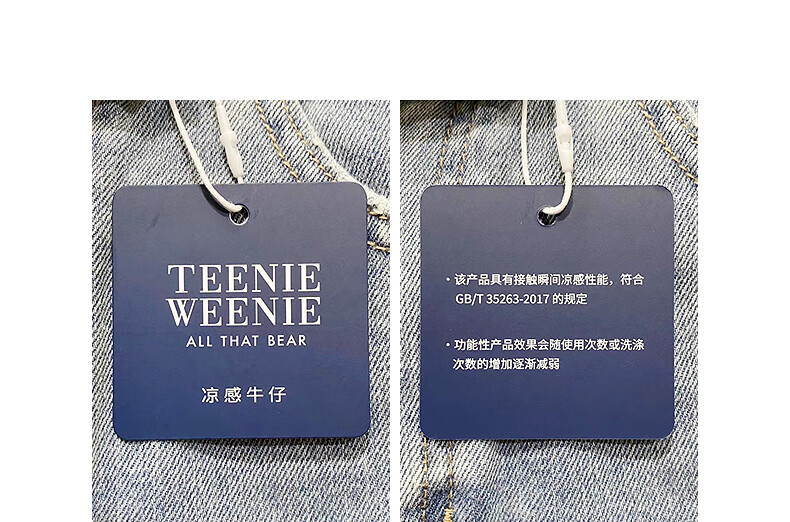 TEENIE
WEENIE
ALL THAT BEAR
凉感牛仔
· 该产品具有接触瞬间凉感性能，符合
GB/T 35263-2017 的规定
· 功能性产品效果会随使用次数或洗涤
次数的增加逐渐减弱